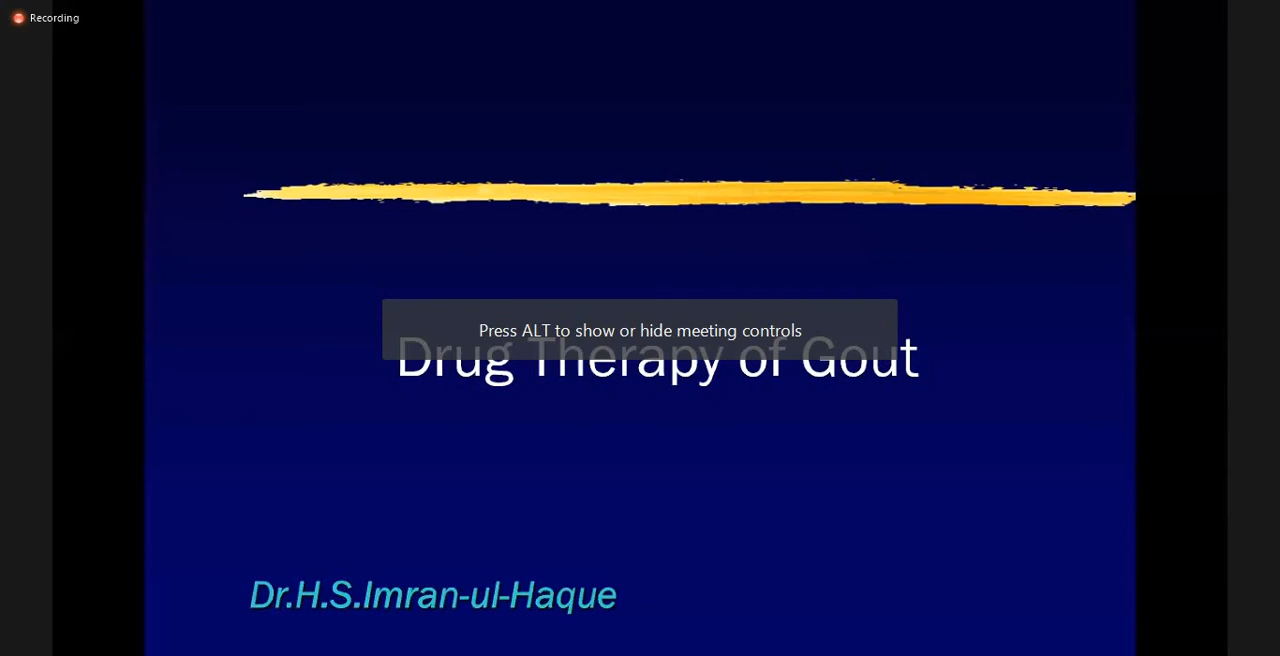 Recording
Press ALT to show or hide meeting controls
Drug Therapy of Gout
Dr.H.S.Imran-ul-Haque